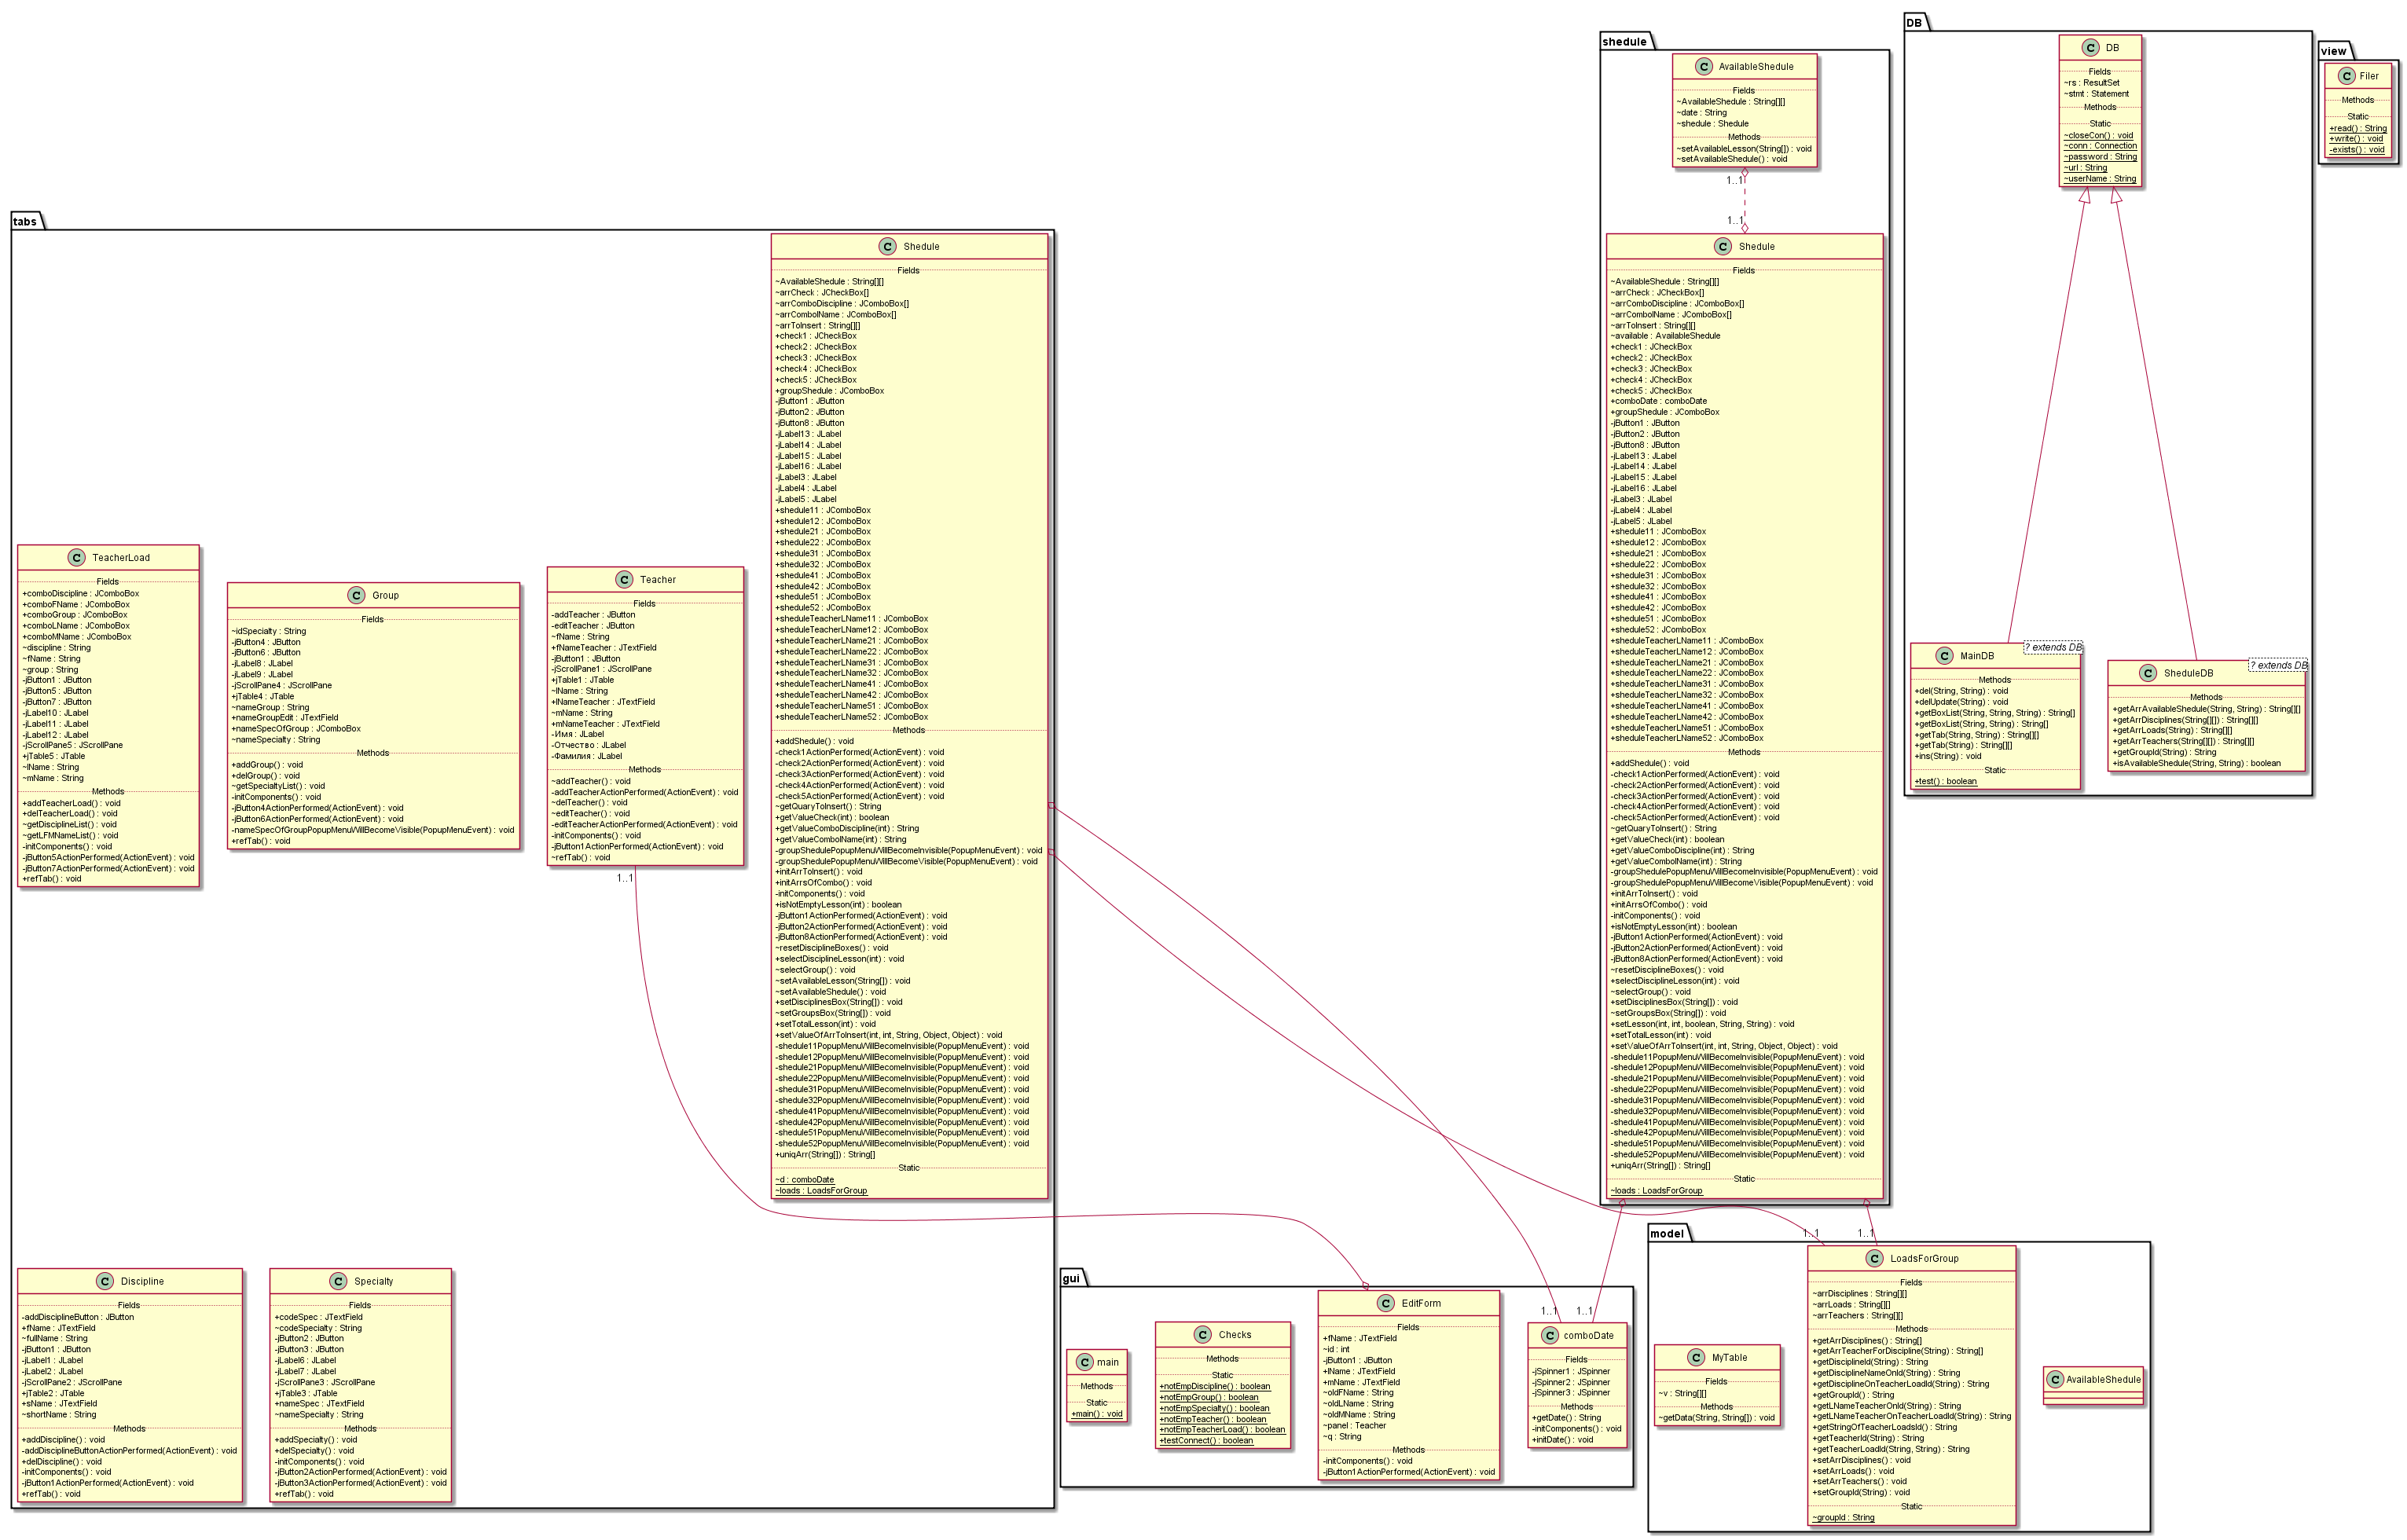 tabs
TeacherLoad
Fields
+comboDiscipline : JComboBox
+comboFName : JComboBox
+comboGroup : JComboBox
+comboLName : JComboBox
+comboMName : JComboBox
~discipline : String
~fName : String
~group : String
-jButton1 : JButton
-jButton5 : JButton
-jButton7 : JButton
-jLabel10 : JLabel
-jLabel11 : JLabel
-jLabel12 : JLabel
-jScrollPane5 : JScrollPane
+jTable5 : JTable
~lName : String
~mName : String
Methods
+addTeacherLoad() : void
+delTeacherLoad() : void
~getDisciplineList() : void
~getLFMNameList() : void
-initComponents() : void
-jButton5ActionPerformed(ActionEvent) : void
-jButton7ActionPerformed(ActionEvent) : void
+refTab() : void
Group
Fields
~idSpecialty : String
-jButton4 : JButton
-jButton6 : JButton
-jLabel8 : JLabel
-jLabel9 : JLabel
-jScrollPane4 : JScrollPane
+jTable4 : JTable
~nameGroup : String
+nameGroupEdit : JTextField
+nameSpecOfGroup : JComboBox
~nameSpecialty : String
Methods
+addGroup() : void
+delGroup() : void
~getSpecialtyList() : void
-initComponents() : void
-jButton4ActionPerformed(ActionEvent) : void
-jButton6ActionPerformed(ActionEvent) : void
-nameSpecOfGroupPopupMenuWillBecomeVisible(PopupMenuEvent) : void
+refTab() : void
Teacher
Fields
-addTeacher : JButton
-editTeacher : JButton
~fName : String
+fNameTeacher : JTextField
-jButton1 : JButton
-jScrollPane1 : JScrollPane
+jTable1 : JTable
~lName : String
+lNameTeacher : JTextField
~mName : String
+mNameTeacher : JTextField
-Имя : JLabel
-Отчество : JLabel
-Фамилия : JLabel
Methods
~addTeacher() : void
-addTeacherActionPerformed(ActionEvent) : void
~delTeacher() : void
~editTeacher() : void
-editTeacherActionPerformed(ActionEvent) : void
-initComponents() : void
-jButton1ActionPerformed(ActionEvent) : void
~refTab() : void
1..1
Shedule
Fields
~AvailableShedule : String[][]
~arrCheck : JCheckBox[]
~arrComboDiscipline : JComboBox[]
~arrCombolName : JComboBox[]
~arrToInsert : String[][]
+check1 : JCheckBox
+check2 : JCheckBox
+check3 : JCheckBox
+check4 : JCheckBox
+check5 : JCheckBox
+groupShedule : JComboBox
-jButton1 : JButton
-jButton2 : JButton
-jButton8 : JButton
-jLabel13 : JLabel
-jLabel14 : JLabel
-jLabel15 : JLabel
-jLabel16 : JLabel
-jLabel3 : JLabel
-jLabel4 : JLabel
-jLabel5 : JLabel
+shedule11 : JComboBox
+shedule12 : JComboBox
+shedule21 : JComboBox
+shedule22 : JComboBox
+shedule31 : JComboBox
+shedule32 : JComboBox
+shedule41 : JComboBox
+shedule42 : JComboBox
+shedule51 : JComboBox
+shedule52 : JComboBox
+sheduleTeacherLName11 : JComboBox
+sheduleTeacherLName12 : JComboBox
+sheduleTeacherLName21 : JComboBox
+sheduleTeacherLName22 : JComboBox
+sheduleTeacherLName31 : JComboBox
+sheduleTeacherLName32 : JComboBox
+sheduleTeacherLName41 : JComboBox
+sheduleTeacherLName42 : JComboBox
+sheduleTeacherLName51 : JComboBox
+sheduleTeacherLName52 : JComboBox
Methods
+addShedule() : void
-check1ActionPerformed(ActionEvent) : void
-check2ActionPerformed(ActionEvent) : void
-check3ActionPerformed(ActionEvent) : void
-check4ActionPerformed(ActionEvent) : void
-check5ActionPerformed(ActionEvent) : void
~getQuaryToInsert() : String
+getValueCheck(int) : boolean
+getValueComboDiscipline(int) : String
+getValueCombolName(int) : String
-groupShedulePopupMenuWillBecomeInvisible(PopupMenuEvent) : void
-groupShedulePopupMenuWillBecomeVisible(PopupMenuEvent) : void
+initArrToInsert() : void
+initArrsOfCombo() : void
-initComponents() : void
+isNotEmptyLesson(int) : boolean
-jButton1ActionPerformed(ActionEvent) : void
-jButton2ActionPerformed(ActionEvent) : void
-jButton8ActionPerformed(ActionEvent) : void
~resetDisciplineBoxes() : void
+selectDisciplineLesson(int) : void
~selectGroup() : void
~setAvailableLesson(String[]) : void
~setAvailableShedule() : void
+setDisciplinesBox(String[]) : void
~setGroupsBox(String[]) : void
+setTotalLesson(int) : void
+setValueOfArrToInsert(int, int, String, Object, Object) : void
-shedule11PopupMenuWillBecomeInvisible(PopupMenuEvent) : void
-shedule12PopupMenuWillBecomeInvisible(PopupMenuEvent) : void
-shedule21PopupMenuWillBecomeInvisible(PopupMenuEvent) : void
-shedule22PopupMenuWillBecomeInvisible(PopupMenuEvent) : void
-shedule31PopupMenuWillBecomeInvisible(PopupMenuEvent) : void
-shedule32PopupMenuWillBecomeInvisible(PopupMenuEvent) : void
-shedule41PopupMenuWillBecomeInvisible(PopupMenuEvent) : void
-shedule42PopupMenuWillBecomeInvisible(PopupMenuEvent) : void
-shedule51PopupMenuWillBecomeInvisible(PopupMenuEvent) : void
-shedule52PopupMenuWillBecomeInvisible(PopupMenuEvent) : void
+uniqArr(String[]) : String[]
Static
~d : comboDate
~loads : LoadsForGroup
Discipline
Fields
-addDisciplineButton : JButton
+fName : JTextField
~fullName : String
-jButton1 : JButton
-jLabel1 : JLabel
-jLabel2 : JLabel
-jScrollPane2 : JScrollPane
+jTable2 : JTable
+sName : JTextField
~shortName : String
Methods
+addDiscipline() : void
-addDisciplineButtonActionPerformed(ActionEvent) : void
+delDiscipline() : void
-initComponents() : void
-jButton1ActionPerformed(ActionEvent) : void
+refTab() : void
Specialty
Fields
+codeSpec : JTextField
~codeSpecialty : String
-jButton2 : JButton
-jButton3 : JButton
-jLabel6 : JLabel
-jLabel7 : JLabel
-jScrollPane3 : JScrollPane
+jTable3 : JTable
+nameSpec : JTextField
~nameSpecialty : String
Methods
+addSpecialty() : void
+delSpecialty() : void
-initComponents() : void
-jButton2ActionPerformed(ActionEvent) : void
-jButton3ActionPerformed(ActionEvent) : void
+refTab() : void
shedule
AvailableShedule
Fields
~AvailableShedule : String[][]
~date : String
~shedule : Shedule
Methods
~setAvailableLesson(String[]) : void
~setAvailableShedule() : void
1..1
1..1
Shedule
Fields
~AvailableShedule : String[][]
~arrCheck : JCheckBox[]
~arrComboDiscipline : JComboBox[]
~arrCombolName : JComboBox[]
~arrToInsert : String[][]
~available : AvailableShedule
+check1 : JCheckBox
+check2 : JCheckBox
+check3 : JCheckBox
+check4 : JCheckBox
+check5 : JCheckBox
+comboDate : comboDate
+groupShedule : JComboBox
-jButton1 : JButton
-jButton2 : JButton
-jButton8 : JButton
-jLabel13 : JLabel
-jLabel14 : JLabel
-jLabel15 : JLabel
-jLabel16 : JLabel
-jLabel3 : JLabel
-jLabel4 : JLabel
-jLabel5 : JLabel
+shedule11 : JComboBox
+shedule12 : JComboBox
+shedule21 : JComboBox
+shedule22 : JComboBox
+shedule31 : JComboBox
+shedule32 : JComboBox
+shedule41 : JComboBox
+shedule42 : JComboBox
+shedule51 : JComboBox
+shedule52 : JComboBox
+sheduleTeacherLName11 : JComboBox
+sheduleTeacherLName12 : JComboBox
+sheduleTeacherLName21 : JComboBox
+sheduleTeacherLName22 : JComboBox
+sheduleTeacherLName31 : JComboBox
+sheduleTeacherLName32 : JComboBox
+sheduleTeacherLName41 : JComboBox
+sheduleTeacherLName42 : JComboBox
+sheduleTeacherLName51 : JComboBox
+sheduleTeacherLName52 : JComboBox
Methods
+addShedule() : void
-check1ActionPerformed(ActionEvent) : void
-check2ActionPerformed(ActionEvent) : void
-check3ActionPerformed(ActionEvent) : void
-check4ActionPerformed(ActionEvent) : void
-check5ActionPerformed(ActionEvent) : void
~getQuaryToInsert() : String
+getValueCheck(int) : boolean
+getValueComboDiscipline(int) : String
+getValueCombolName(int) : String
-groupShedulePopupMenuWillBecomeInvisible(PopupMenuEvent) : void
-groupShedulePopupMenuWillBecomeVisible(PopupMenuEvent) : void
+initArrToInsert() : void
+initArrsOfCombo() : void
-initComponents() : void
+isNotEmptyLesson(int) : boolean
-jButton1ActionPerformed(ActionEvent) : void
-jButton2ActionPerformed(ActionEvent) : void
-jButton8ActionPerformed(ActionEvent) : void
~resetDisciplineBoxes() : void
+selectDisciplineLesson(int) : void
~selectGroup() : void
+setDisciplinesBox(String[]) : void
~setGroupsBox(String[]) : void
+setLesson(int, int, boolean, String, String) : void
+setTotalLesson(int) : void
+setValueOfArrToInsert(int, int, String, Object, Object) : void
-shedule11PopupMenuWillBecomeInvisible(PopupMenuEvent) : void
-shedule12PopupMenuWillBecomeInvisible(PopupMenuEvent) : void
-shedule21PopupMenuWillBecomeInvisible(PopupMenuEvent) : void
-shedule22PopupMenuWillBecomeInvisible(PopupMenuEvent) : void
-shedule31PopupMenuWillBecomeInvisible(PopupMenuEvent) : void
-shedule32PopupMenuWillBecomeInvisible(PopupMenuEvent) : void
-shedule41PopupMenuWillBecomeInvisible(PopupMenuEvent) : void
-shedule42PopupMenuWillBecomeInvisible(PopupMenuEvent) : void
-shedule51PopupMenuWillBecomeInvisible(PopupMenuEvent) : void
-shedule52PopupMenuWillBecomeInvisible(PopupMenuEvent) : void
+uniqArr(String[]) : String[]
Static
~loads : LoadsForGroup
DB
DB
Fields
~rs : ResultSet
~stmt : Statement
Methods
Static
~closeCon() : void
~conn : Connection
~password : String
~url : String
~userName : String
MainDB
? extends DB
Methods
+del(String, String) : void
+delUpdate(String) : void
+getBoxList(String, String, String) : String[]
+getBoxList(String, String) : String[]
+getTab(String, String) : String[][]
+getTab(String) : String[][]
+ins(String) : void
Static
+test() : boolean
SheduleDB
? extends DB
Methods
+getArrAvailableShedule(String, String) : String[][]
+getArrDisciplines(String[][]) : String[][]
+getArrLoads(String) : String[][]
+getArrTeachers(String[][]) : String[][]
+getGroupId(String) : String
+isAvailableShedule(String, String) : boolean
view
Filer
Methods
Static
+read() : String
+write() : void
-exists() : void
gui
main
Methods
Static
+main() : void
Checks
Methods
Static
+notEmpDiscipline() : boolean
+notEmpGroup() : boolean
+notEmpSpecialty() : boolean
+notEmpTeacher() : boolean
+notEmpTeacherLoad() : boolean
+testConnect() : boolean
EditForm
Fields
+fName : JTextField
~id : int
-jButton1 : JButton
+lName : JTextField
+mName : JTextField
~oldFName : String
~oldLName : String
~oldMName : String
~panel : Teacher
~q : String
Methods
-initComponents() : void
-jButton1ActionPerformed(ActionEvent) : void
1..1
1..1
comboDate
Fields
-jSpinner1 : JSpinner
-jSpinner2 : JSpinner
-jSpinner3 : JSpinner
Methods
+getDate() : String
-initComponents() : void
+initDate() : void
model
1..1
1..1
MyTable
Fields
~v : String[][]
Methods
~getData(String, String[]) : void
LoadsForGroup
Fields
~arrDisciplines : String[][]
~arrLoads : String[][]
~arrTeachers : String[][]
Methods
+getArrDisciplines() : String[]
+getArrTeacherForDiscipline(String) : String[]
+getDisciplineId(String) : String
+getDisciplineNameOnId(String) : String
+getDisciplineOnTeacherLoadId(String) : String
+getGroupId() : String
+getLNameTeacherOnId(String) : String
+getLNameTeacherOnTeacherLoadId(String) : String
+getStringOfTeacherLoadsId() : String
+getTeacherId(String) : String
+getTeacherLoadId(String, String) : String
+setArrDisciplines() : void
+setArrLoads() : void
+setArrTeachers() : void
+setGroupId(String) : void
Static
~groupId : String
AvailableShedule